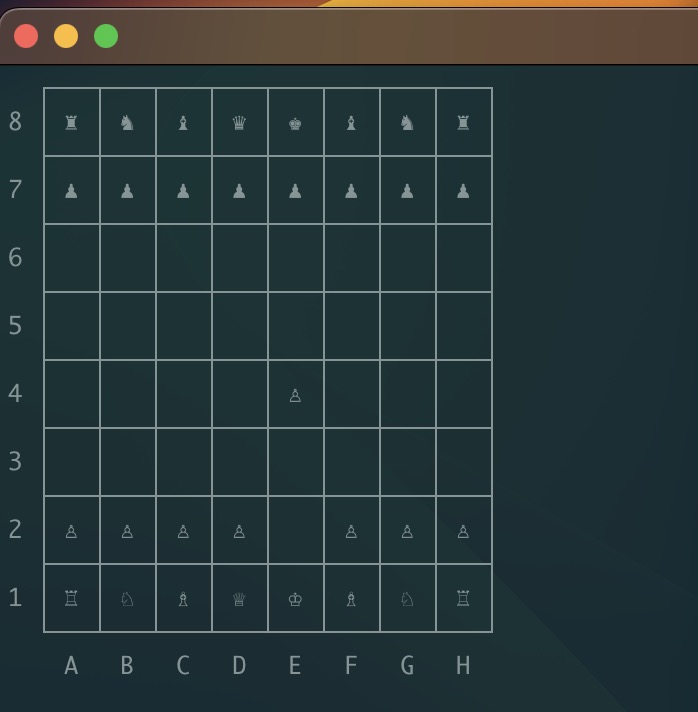 8 ♜ ♞ ♝ ♛ ♚ ♝ ♞ ♜
7 ♟ ♟ ♟ ♟ ♟ ♟ ♟ ♟
6
5
4 ♙
3
2 ♙ ♙ ♙ ♙ ♙ ♙ ♙
1 ♖ ♘ ♗ ♕ ♔ ♗ ♘ ♖
A B C D E F G H